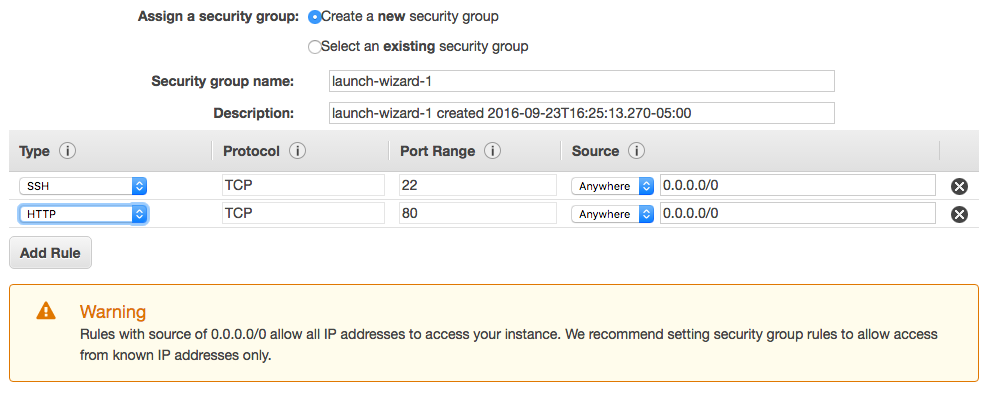 Assign a security group: Create a new security group
Select an existing security group
Security group name: launch-wizard-1
Description: launch-wizard-1 created 2016-09-23T16:25:13.270-05:00
Type i Protocol i Port Range i Source i
SSH TCP 22 Anywhere 0.0.0.0/0
HTTP TCP 80 Anywhere 0.0.0.0/0
Add Rule
Warning
Rules with source of 0.0.0.0/0 allow all IP addresses to access your instance. We recommend setting security group rules to allow access
from known IP addresses only.